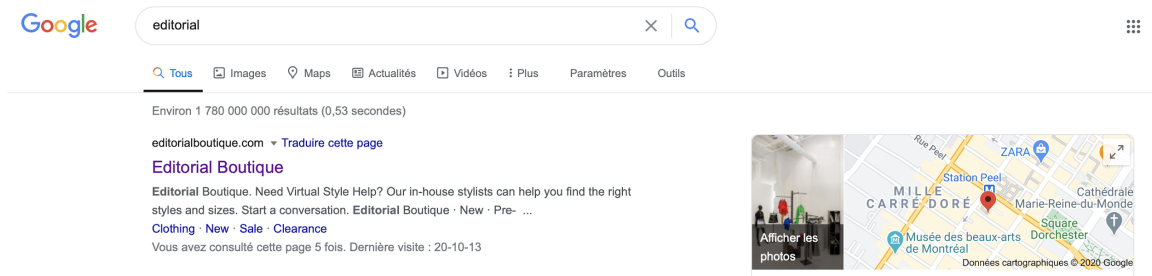 Google
editorial
Tous Images Maps Actualités Vidéos Plus Paramètres Outils
Environ 1 780 000 000 résultats (0,53 secondes)
editorialboutique.com Traduire cette page
Editorial Boutique
Editorial Boutique. Need Virtual Style Help? Our in-house stylists can help you find the right
styles and sizes. Start a conversation. Editorial Boutique · New · Pre- ...
Clothing · New · Sale · Clearance
Vous avez consulté cette page 5 fois. Dernière visite : 20-10-13
Afficher les
photos
Rue Peel
ZARA
Station Peel
MILLE
CARRÉ DORÉ
Cathédrale
Marie-Reine-du-Monde
Square
Dorchester
Musée des beaux-arts
de Montréal
Données cartographiques © 2020 Google